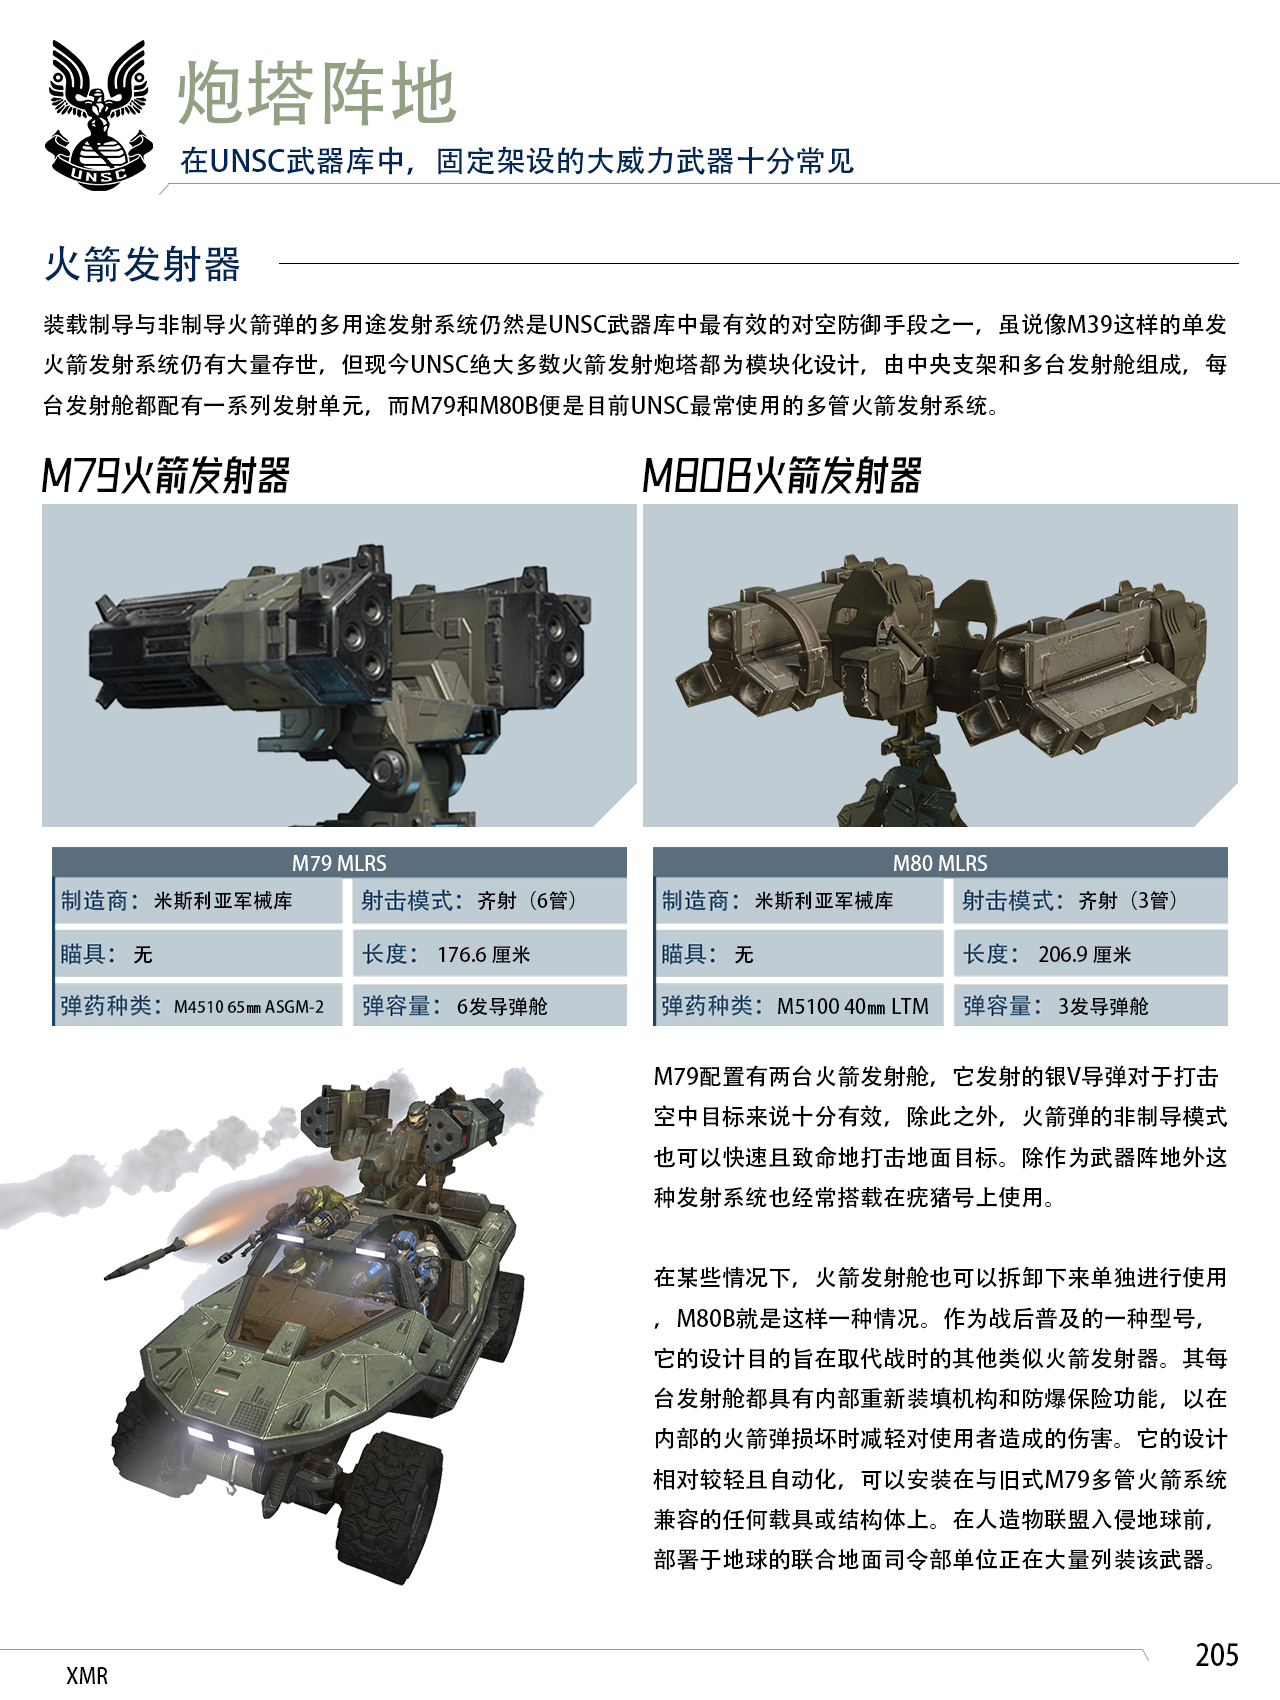 UNSC
炮塔阵地
在UNSC武器库中，固定架设的大威力武器十分常见
火箭发射器
装载制导与非制导火箭弹的多用途发射系统仍然是UNSC武器库中最有效的对空防御手段之一，虽说像M39这样的单发
火箭发射系统仍有大量存世，但现今UNSC绝大多数火箭发射炮塔都为模块化设计，由中央支架和多台发射舱组成，每
台发射舱都配有一系列发射单元，而M79和M80B便是目前UNSC最常使用的多管火箭发射系统。
M79火箭发射器
M80B火箭发射器
M79 MLRS
制造商：米斯利亚军械库
射击模式：齐射（6管）
瞄具：无
长度：176.6 厘米
弹药种类：M4510 65㎜ ASGM-2
弹容量：6发导弹舱
M80 MLRS
制造商：米斯利亚军械库
射击模式：齐射（3管）
瞄具：无
长度：206.9 厘米
弹药种类：M5100 40㎜ LTM
弹容量：3发导弹舱
M79配置有两台火箭发射舱，它发射的银V导弹对于打击
空中目标来说十分有效，除此之外，火箭弹的非制导模式
也可以快速且致命地打击地面目标。除作为武器阵地外这
种发射系统也经常搭载在疣猪号上使用。
在某些情况下，火箭发射舱也可以拆卸下来单独进行使用
，M80B就是这样一种情况。作为战后普及的一种型号，
它的设计目的旨在取代战时的其他类似火箭发射器。其每
台发射舱都具有内部重新装填机构和防爆保险功能，以在
内部的火箭弹损坏时减轻对使用者造成的伤害。它的设计
相对较轻且自动化，可以安装在与旧式M79多管火箭系统
兼容的任何载具或结构体上。在人造物联盟入侵地球前，
部署于地球的联合地面司令部单位正在大量列装该武器。
205
XMR